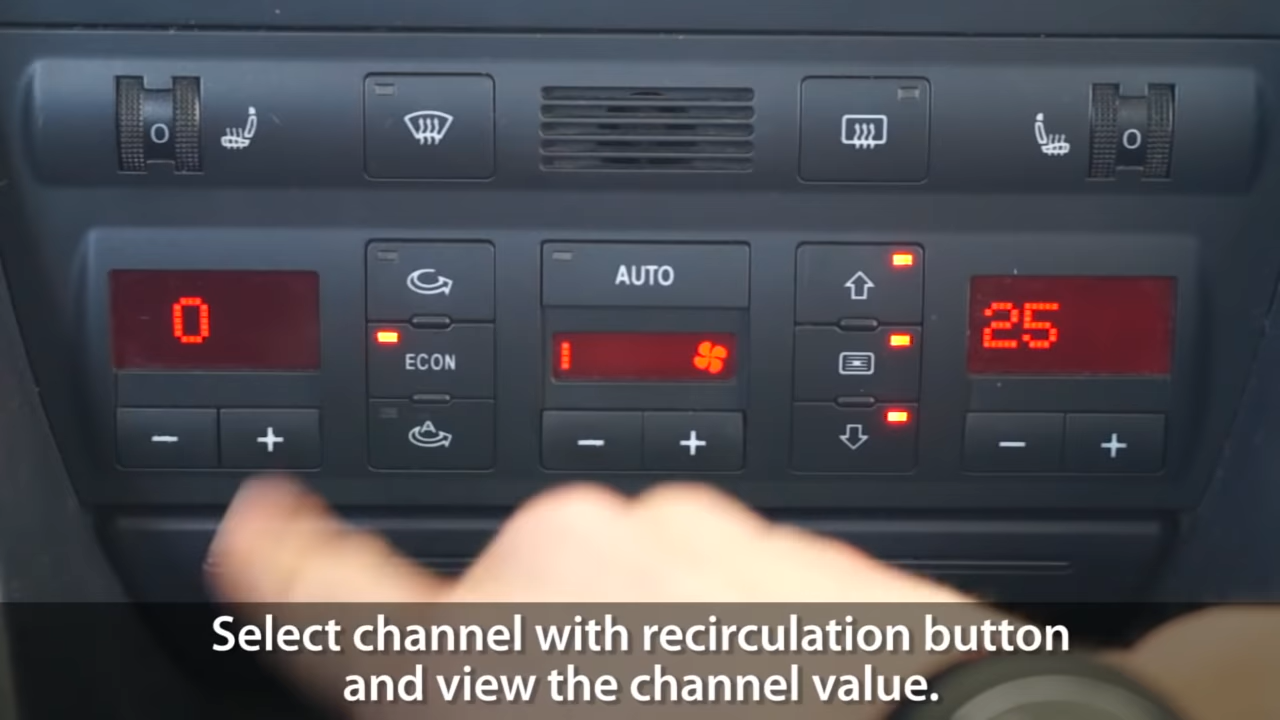 O
O
AUTO
0
25
ECON
1
A
Select channel with recirculation button
and view the channel value.